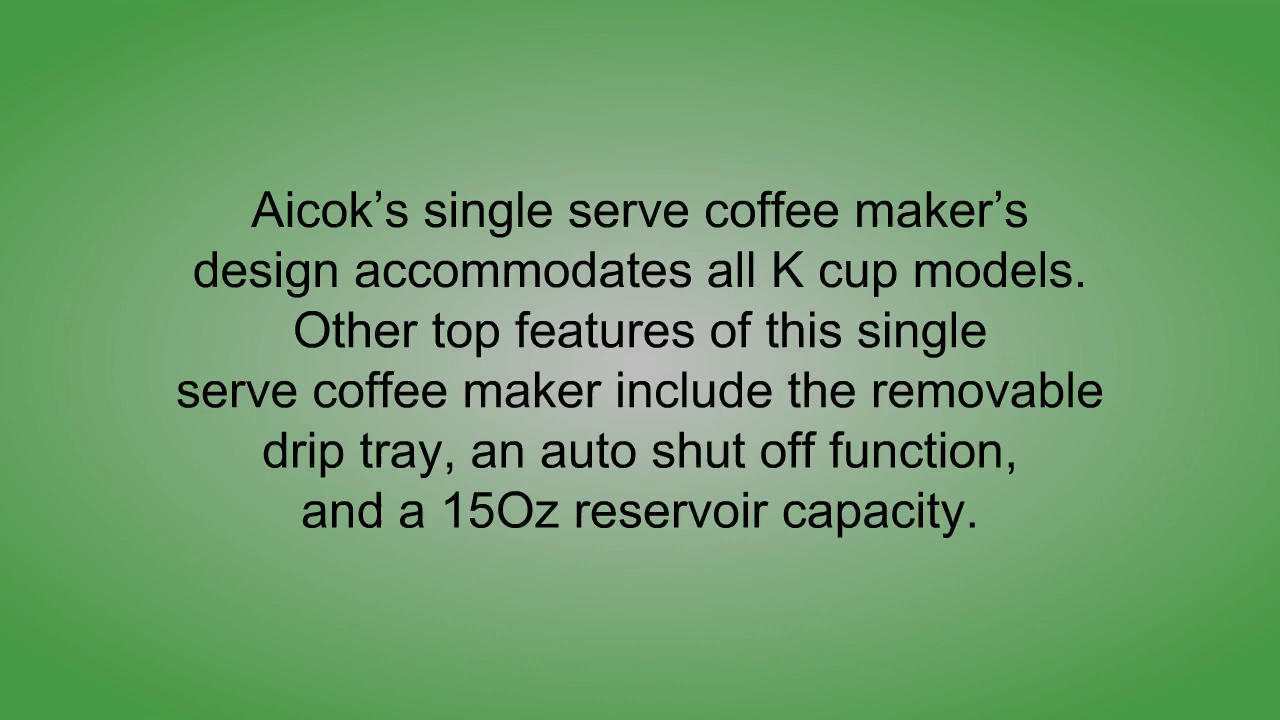 Aicok’s single serve coffee maker’s
design accommodates all K cup models.
Other top features of this single
serve coffee maker include the removable
drip tray, an auto shut off function,
and a 15Oz reservoir capacity.